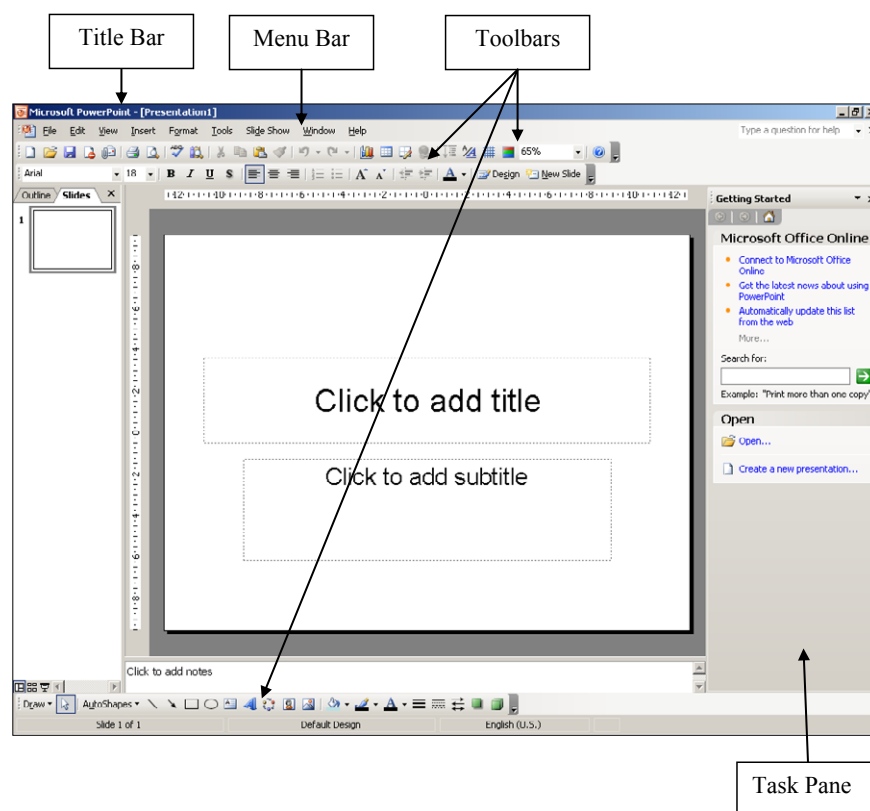 Title Bar
Menu Bar
Toolbars
Microsoft PowerPoint - [Presentation1]
File Edit View Insert Format Tools Slide Show Window Help
Type a question for help
65%
Arial 18 B I U S A A A Design New Slide
Outline Slides
Getting Started
1
Microsoft Office Online
Connect to Microsoft Office
Online
Get the latest news about using
PowerPoint
Automatically update this list
from the web
More...
Search for:
Example: "Print more than one copy"
Open
Open...
Create a new presentation...
Click to add title
Click to add subtitle
Click to add notes
Draw AutoShapes
Slide 1 of 1 Default Design English (U.S.)
Task Pane